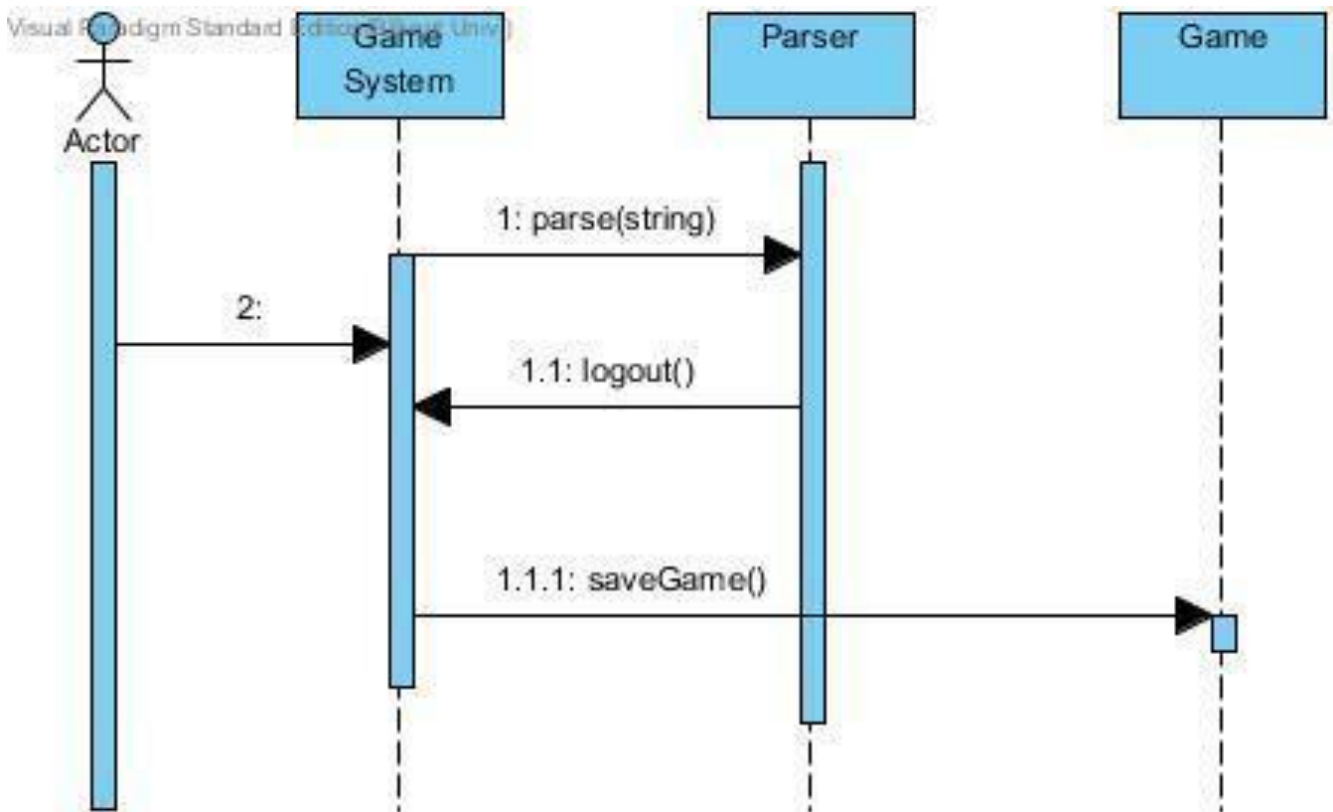 Visual Paradigm Standard Edition
Game
System
Parser
Game
Actor
1: parse(string)
2:
1.1: logout()
1.1.1: saveGame()